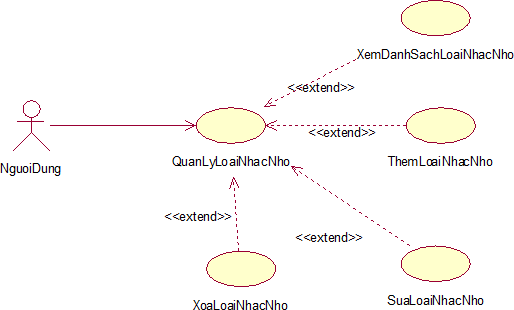 XemDanhSachLoaiNhacNho
<<extend>>
<<extend>>
NguoiDung
QuanLyLoaiNhacNho
ThemLoaiNhacNho
<<extend>>
<<extend>>
XoaLoaiNhacNho
SuaLoaiNhacNho